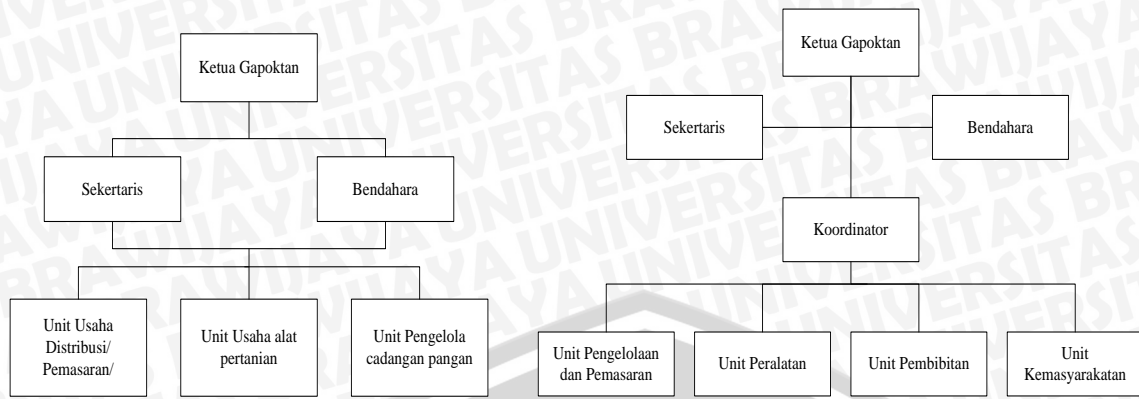 Ketua Gapoktan
Sekertaris
Bendahara
Unit Usaha
Distribusi/
Pemasaran/
Unit Usaha alat
pertanian
Unit Pengelola
cadangan pangan
Ketua Gapoktan
Sekertaris
Bendahara
Koordinator
Unit Pengelolaan
dan Pemasaran
Unit Peralatan
Unit Pembibitan
Unit
Kemasyarakatan